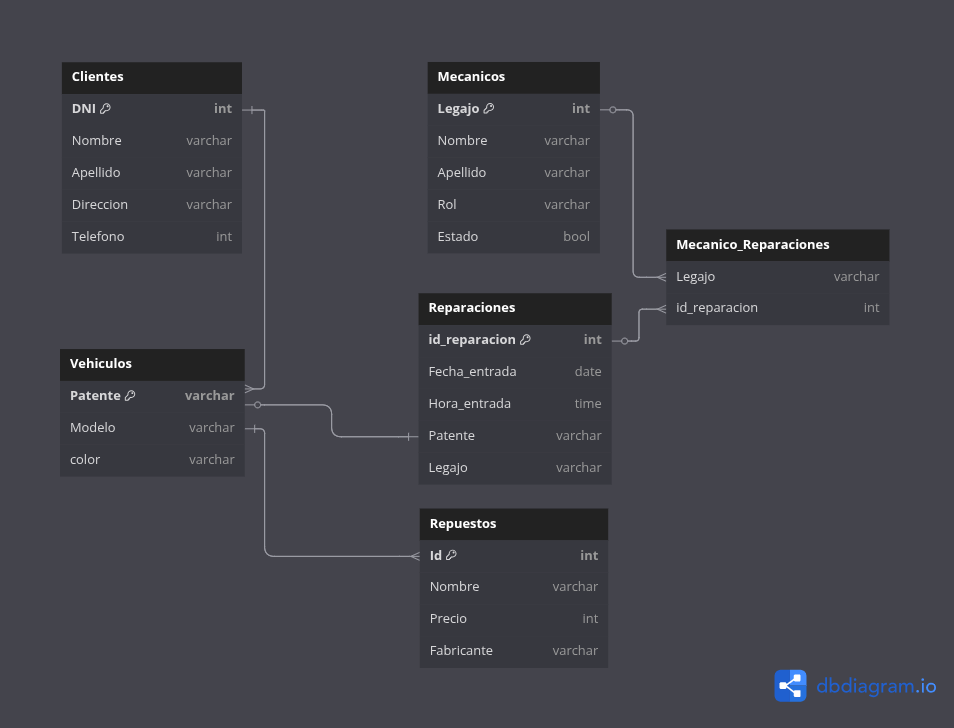 Clientes
DNI int
Nombre varchar
Apellido varchar
Direccion varchar
Telefono int
Mecanicos
Legajo int
Nombre varchar
Apellido varchar
Rol varchar
Estado bool
Mecanico_Reparaciones
Legajo varchar
id_reparacion int
Reparaciones
id_reparacion int
Fecha_entrada date
Hora_entrada time
Patente varchar
Legajo varchar
Vehiculos
Patente varchar
Modelo varchar
color varchar
Repuestos
Id int
Nombre varchar
Precio int
Fabricante varchar
dbdiagram.io